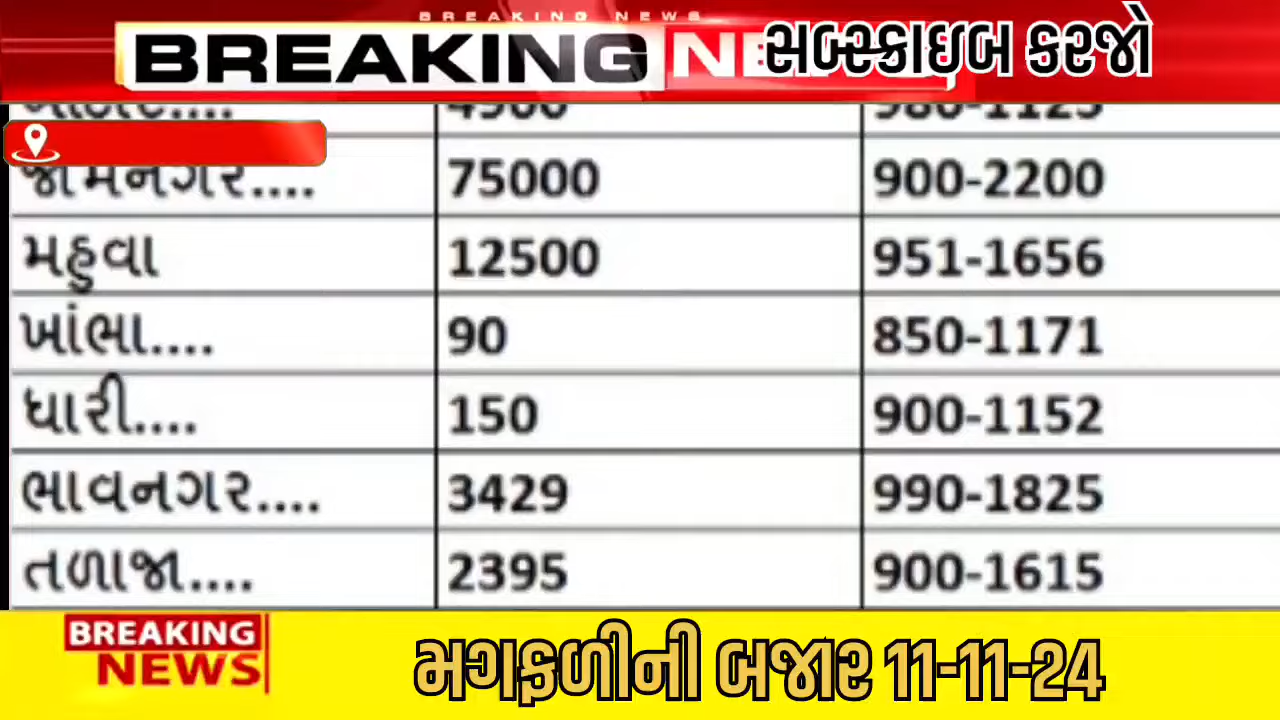 BREAKING NEWS
BREAKING
સબ્સ્ક્રાઇબ કરજો
જામનગર.... 75000 900-2200
મહુવા 12500 951-1656
ખાંભા.... 90 850-1171
ધારી.... 150 900-1152
ભાવનગર.... 3429 990-1825
તળાજા.... 2395 900-1615
BREAKING
NEWS
મગફળીની બજાર 11-11-24